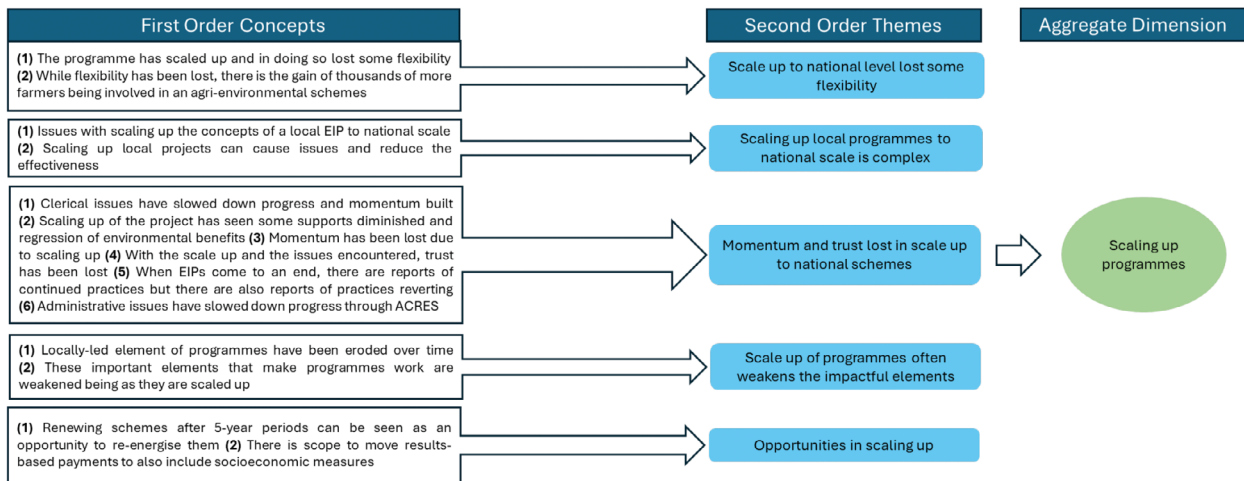 First Order Concepts
Second Order Themes
Aggregate Dimension
(1) The programme has scaled up and in doing so lost some flexibility
(2) While flexibility has been lost, there is the gain of thousands of more
farmers being involved in an agri-environmental schemes
Scale up to national level lost some
flexibility
(1) Issues with scaling up the concepts of a local EIP to national scale
(2) Scaling up local projects can cause issues and reduce the
effectiveness
Scaling up local programmes to
national scale is complex
(1) Clerical issues have slowed down progress and momentum built
(2) Scaling up of the project has seen some supports diminished and
regression of environmental benefits (3) Momentum has been lost due
to scaling up (4) With the scale up and the issues encountered, trust
has been lost (5) When EIPs come to an end, there are reports of
continued practices but there are also reports of practices reverting
(6) Administrative issues have slowed down progress through ACRES
Momentum and trust lost in scale up
to national schemes
Scaling up
programmes
(1) Locally-led element of programmes have been eroded over time
(2) These important elements that make programmes work are
weakened being as they are scaled up
Scale up of programmes often
weakens the impactful elements
(1) Renewing schemes after 5-year periods can be seen as an
opportunity to re-energise them (2) There is scope to move results-
based payments to also include socioeconomic measures
Opportunities in scaling up